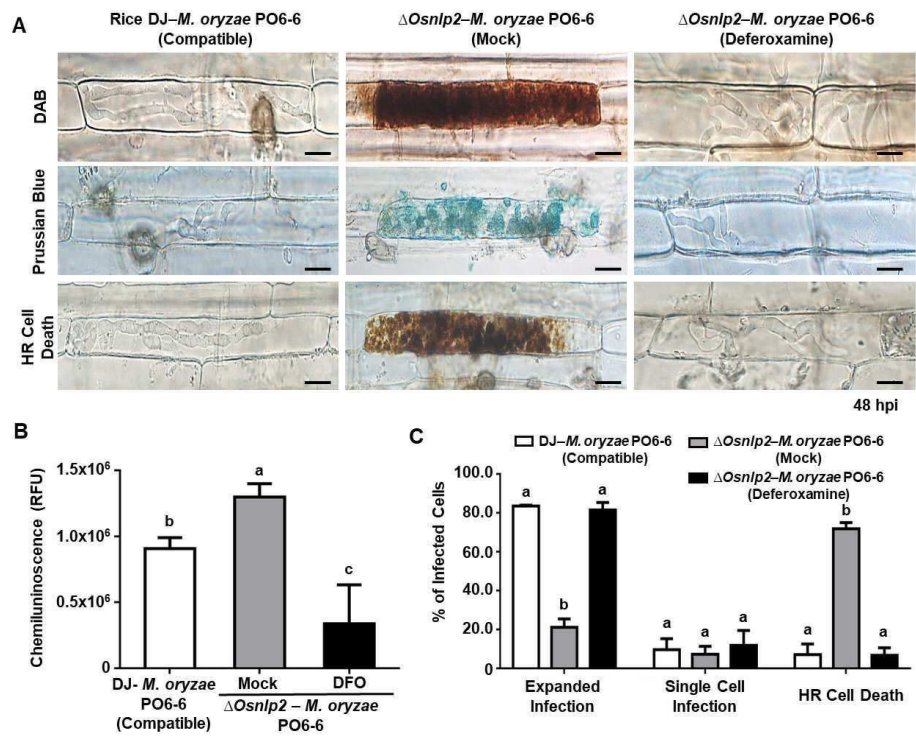 A
Rice DJ–M. oryzae PO6-6
(Compatible)
ΔOsnlp2–M. oryzae PO6-6
(Mock)
ΔOsnlp2–M. oryzae PO6-6
(Deferoxamine)
DAB
Prussian Blue
HR Cell
Death
48 hpi
B
Chemiluninoscence (RFU)
1.5x10⁶
1.0x10⁶
0.5x10⁶
0
b
a
c
DJ- M. oryzae
PO6-6
(Compatible)
Mock
DFO
ΔOsnlp2 – M. oryzae
PO6-6
C
DJ–M. oryzae PO6-6
(Compatible)
ΔOsnlp2–M. oryzae PO6-6
(Mock)
ΔOsnlp2–M. oryzae PO6-6
(Deferoxamine)
% of Infected Cells
100.0
80.0
60.0
40.0
20.0
0
a
b
a
a
a
a
a
b
a
Expanded
Infection
Single Cell
Infection
HR Cell Death